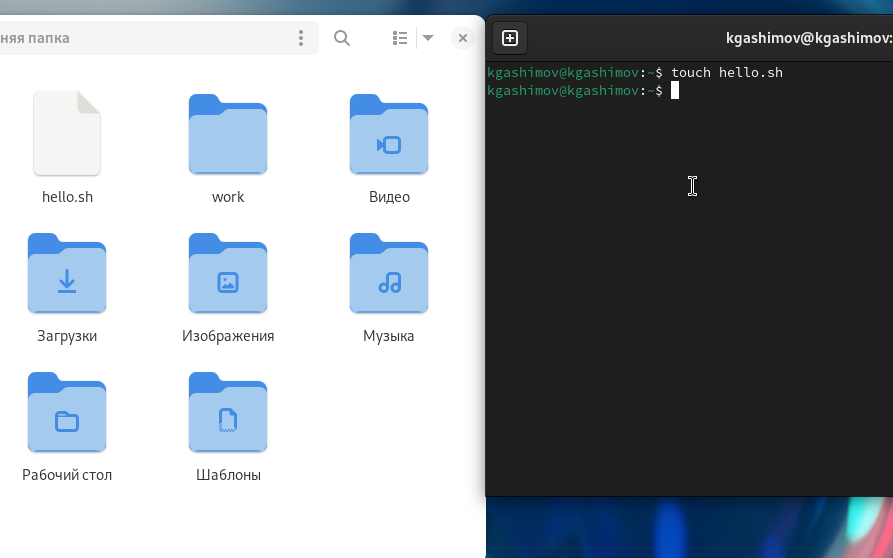 няя папка
hello.sh
work
Видео
Загрузки
Изображения
Музыка
Рабочий стол
Шаблоны
kgashimov@kgashimov:
kgashimov@kgashimov:~$ touch hello.sh
kgashimov@kgashimov:~$